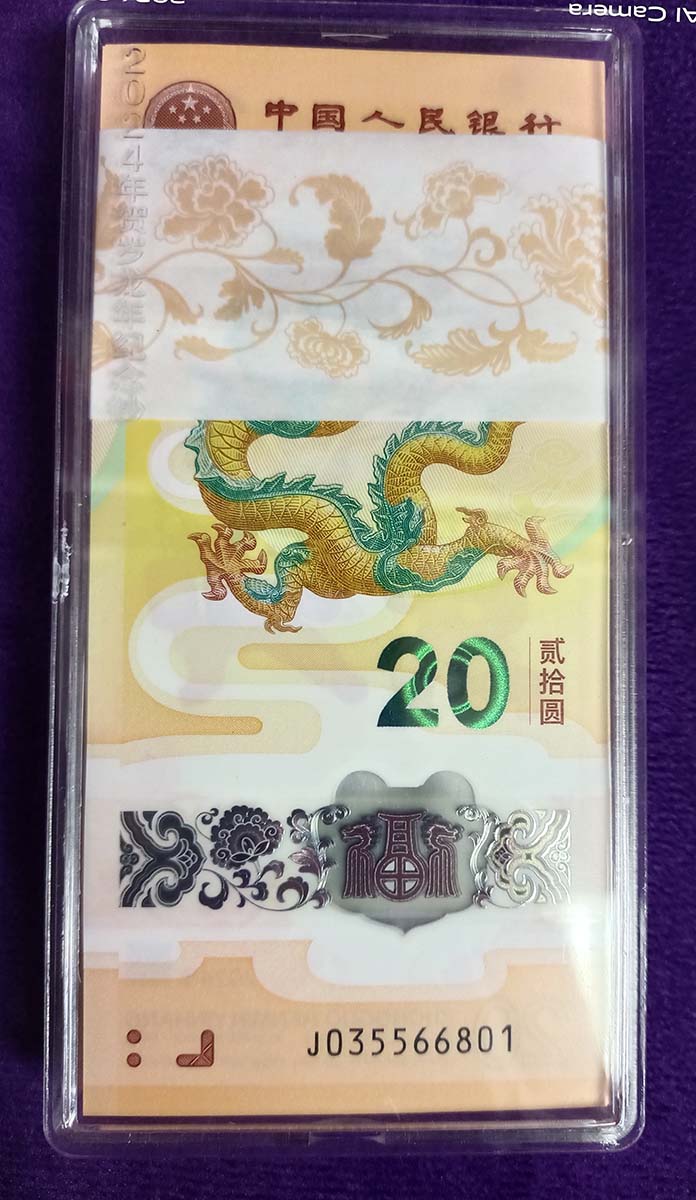 AI Camera
中国人民银行
2024年贺岁龙年纪念钞
20
贰拾圆
J035566801